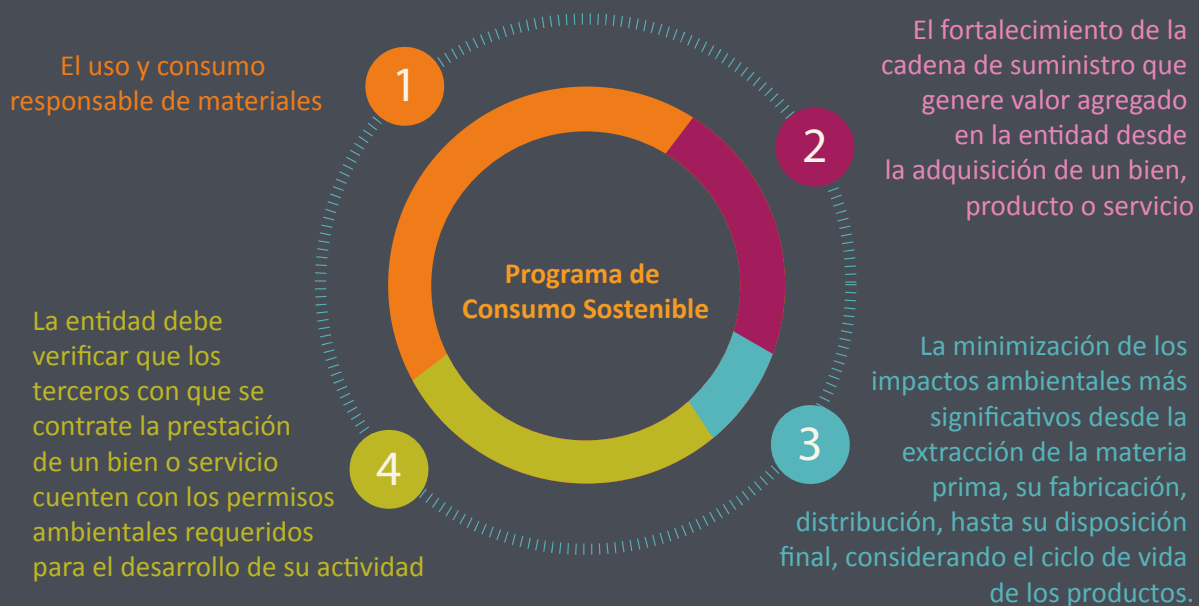 1
El uso y consumo
responsable de materiales
2
El fortalecimiento de la
cadena de suministro que
genere valor agregado
en la entidad desde
la adquisición de un bien,
producto o servicio
Programa de
Consumo Sostenible
3
La minimización de los
impactos ambientales más
significativos desde la
extracción de la materia
prima, su fabricación,
distribución, hasta su disposición
final, considerando el ciclo de vida
de los productos.
4
La entidad debe
verificar que los
terceros con que se
contrate la prestación
de un bien o servicio
cuenten con los permisos
ambientales requeridos
para el desarrollo de su actividad